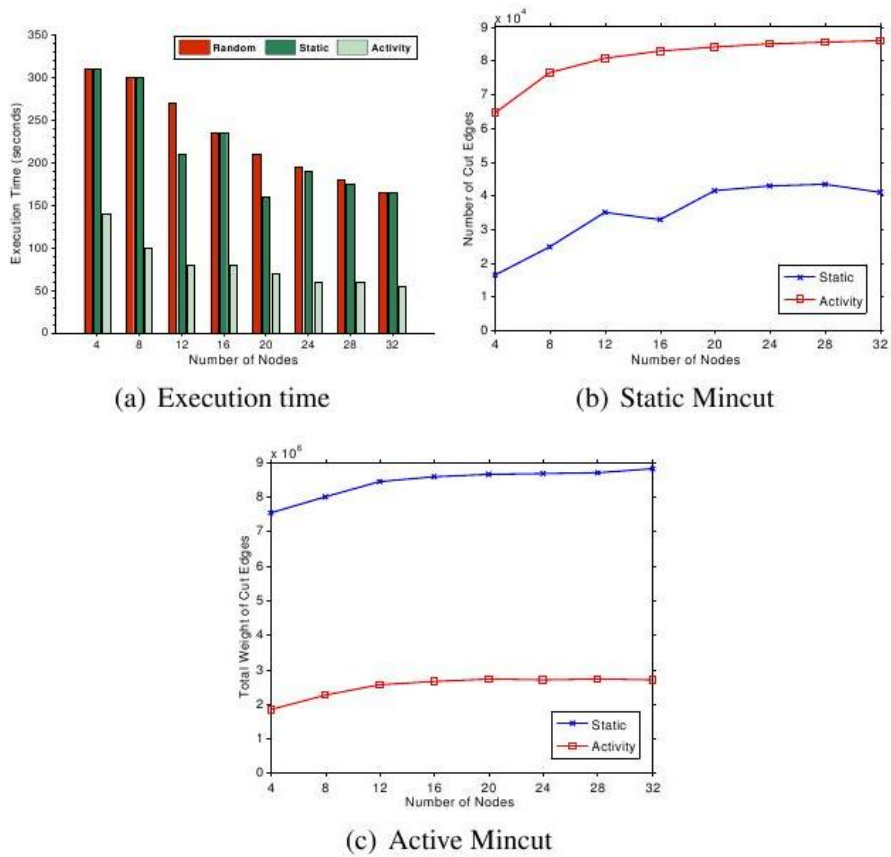 350
300
250
200
150
100
50
0
Execution Time (seconds)
Random Static Activity
4 8 12 16 20 24 28 32
Number of Nodes
(a) Execution time
x 10^4
9
8
7
6
5
4
3
2
1
0
Number of Cut Edges
Static
Activity
4 8 12 16 20 24 28 32
Number of Nodes
(b) Static Mincut
x 10^6
9
8
7
6
5
4
3
2
1
0
Total Weight of Cut Edges
Static
Activity
4 8 12 16 20 24 28 32
Number of Nodes
(c) Active Mincut